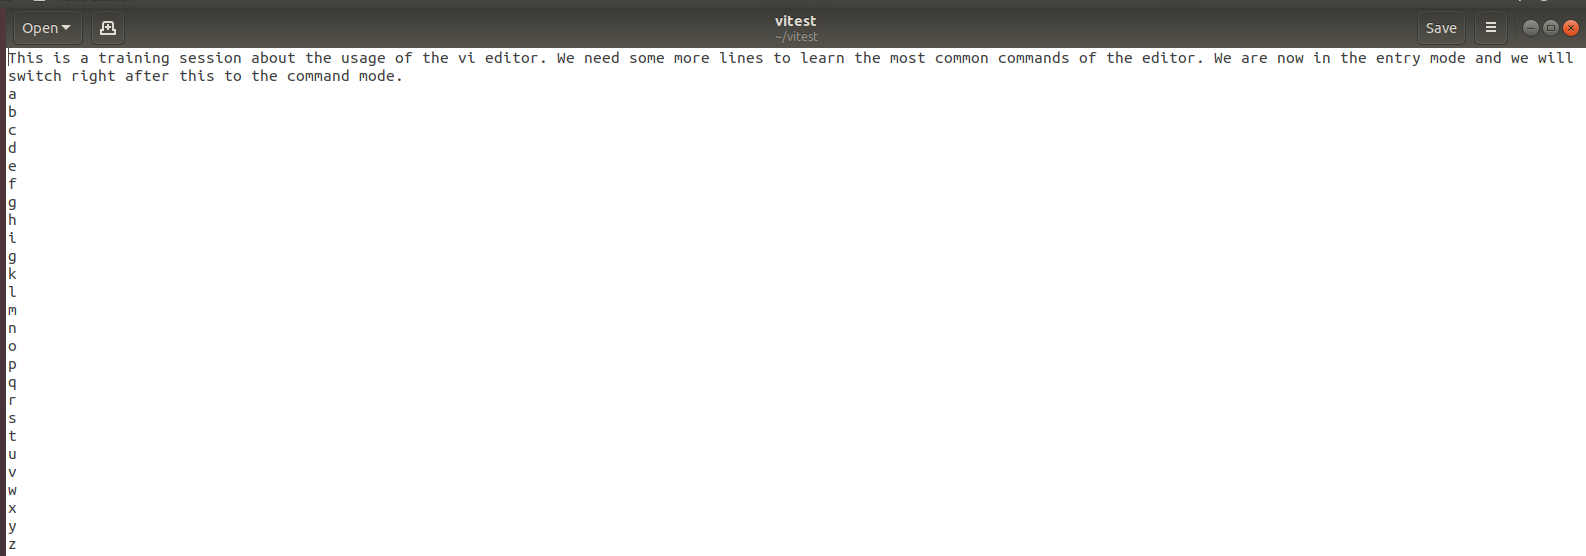 Open
vitest
~/vitest
Save
This is a training session about the usage of the vi editor. We need some more lines to learn the most common commands of the editor. We are now in the entry mode and we will
switch right after this to the command mode.
a
b
c
d
e
f
g
h
i
g
k
l
m
n
o
p
q
r
s
t
u
v
w
x
y
z